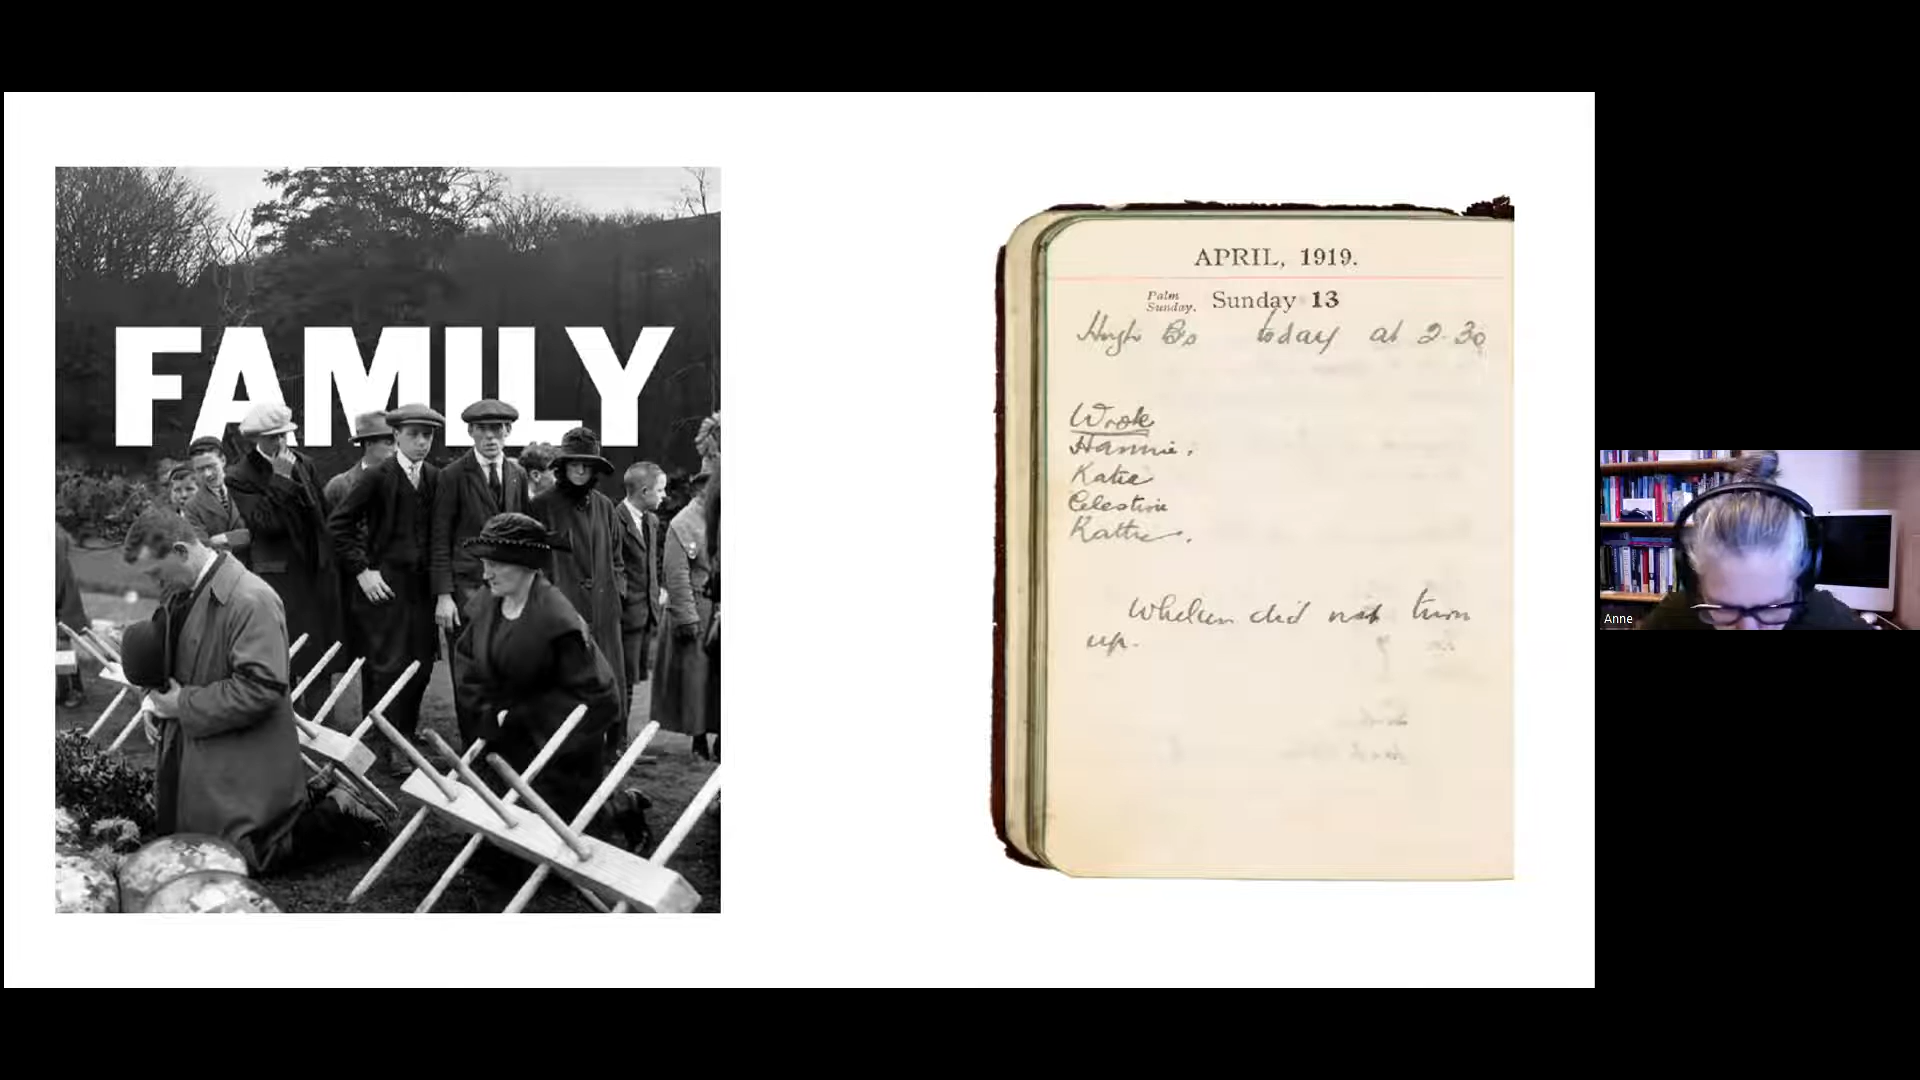 FAMILY
APRIL, 1919.
Palm Sunday. Sunday 13
Hugh B's today at 2.30
Wrote
Hannie.
Katie
Celestine
Kattie.
Whelan did not turn
up.
Anne